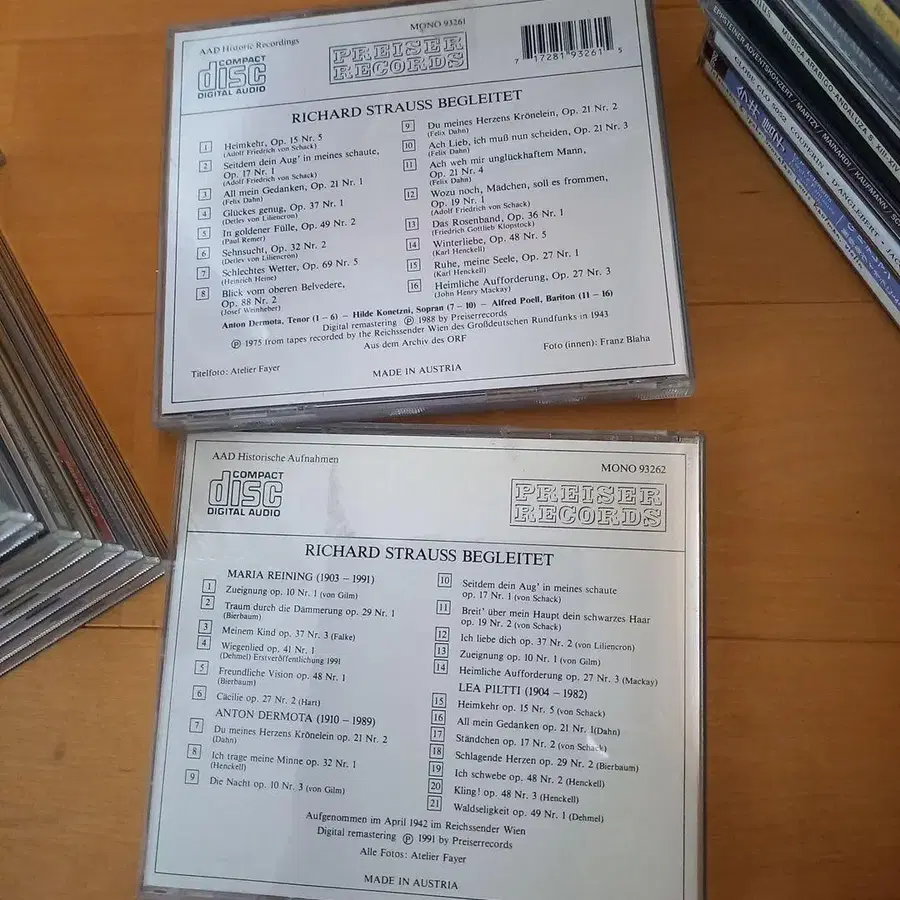 AAD Historic Recordings
MONO 93261
COMPACT
disc
DIGITAL AUDIO
PREISER
RECORDS
7 17281 93261 5
RICHARD STRAUSS BEGLEITET
1 Heimkehr, Op. 15 Nr. 5
(Adolf Friedrich von Schack)
2 Seitdem dein Aug' in meines schaute,
Op. 17 Nr. 1
(Adolf Friedrich von Schack)
3 All mein Gedanken, Op. 21 Nr. 1
(Felix Dahn)
4 Glückes genug, Op. 37 Nr. 1
(Detlev von Liliencron)
5 In goldener Fülle, Op. 49 Nr. 2
(Paul Remer)
6 Sehnsucht, Op. 32 Nr. 2
(Detlev von Liliencron)
7 Schlechtes Wetter, Op. 69 Nr. 5
(Heinrich Heine)
8 Blick vom oberen Belvedere,
Op. 88 Nr. 2
(Josef Weinheber)
9 Du meines Herzens Krönelein, Op. 21 Nr. 2
(Felix Dahn)
10 Ach Lieb, ich muß nun scheiden, Op. 21 Nr. 3
(Felix Dahn)
11 Ach weh mir unglückhaftem Mann,
Op. 21 Nr. 4
(Felix Dahn)
12 Wozu noch, Mädchen, soll es frommen,
Op. 19 Nr. 1
(Adolf Friedrich von Schack)
13 Das Rosenband, Op. 36 Nr. 1
(Friedrich Gottlieb Klopstock)
14 Winterliebe, Op. 48 Nr. 5
(Karl Henckell)
15 Ruhe, meine Seele, Op. 27 Nr. 1
(Karl Henckell)
16 Heimliche Aufforderung, Op. 27 Nr. 3
(John Henry Mackay)
Anton Dermota, Tenor (1 – 6) – Hilde Konetzni, Sopran (7 – 10) – Alfred Poell, Bariton (11 – 16)
Digital remastering Ⓟ 1988 by Preiserrecords
Ⓟ 1975 from tapes recorded by the Reichssender Wien des Großdeutschen Rundfunks in 1943
Aus dem Archiv des ORF
Titelfoto: Atelier Fayer
Foto (innen): Franz Blaha
MADE IN AUSTRIA
AAD Historische Aufnahmen
MONO 93262
COMPACT
disc
DIGITAL AUDIO
PREISER
RECORDS
RICHARD STRAUSS BEGLEITET
MARIA REINING (1903 – 1991)
1 Zueignung op. 10 Nr. 1 (von Gilm)
2 Traum durch die Dämmerung op. 29 Nr. 1
(Bierbaum)
3 Meinem Kind op. 37 Nr. 3 (Falke)
4 Wiegenlied op. 41 Nr. 1
(Dehmel) Erstveröffentlichung 1991
5 Freundliche Vision op. 48 Nr. 1
(Bierbaum)
6 Cäcilie op. 27 Nr. 2 (Hart)
ANTON DERMOTA (1910 – 1989)
7 Du meines Herzens Krönelein op. 21 Nr. 2
(Dahn)
8 Ich trage meine Minne op. 32 Nr. 1
(Henckell)
9 Die Nacht op. 10 Nr. 3 (von Gilm)
10 Seitdem dein Aug' in meines schaute
op. 17 Nr. 1 (von Schack)
11 Breit' über mein Haupt dein schwarzes Haar
op. 19 Nr. 2 (von Schack)
12 Ich liebe dich op. 37 Nr. 2 (von Liliencron)
13 Zueignung op. 10 Nr. 1 (von Gilm)
14 Heimliche Aufforderung op. 27 Nr. 3 (Mackay)
LEA PILTTI (1904 – 1982)
15 Heimkehr op. 15 Nr. 5 (von Schack)
16 All mein Gedanken op. 21 Nr. 1(Dahn)
17 Ständchen op. 17 Nr. 2 (von Schack)
18 Schlagende Herzen op. 29 Nr. 2 (Bierbaum)
19 Ich schwebe op. 48 Nr. 2 (Henckell)
20 Kling! op. 48 Nr. 3 (Henckell)
21 Waldseligkeit op. 49 Nr. 1 (Dehmel)
Aufgenommen im April 1942 im Reichssender Wien
Digital remastering Ⓟ 1991 by Preiserrecords
Alle Fotos: Atelier Fayer
MADE IN AUSTRIA
MUSICA ARABIGO-ANDALUZA S. XIII-XIV
EPHSTEINER ADVENTSKONZERT / MARTZY / MAINARDI / KAUFMANN
GLOBE GLO 5052 COUPERIN · D'ANGLEBERT ·